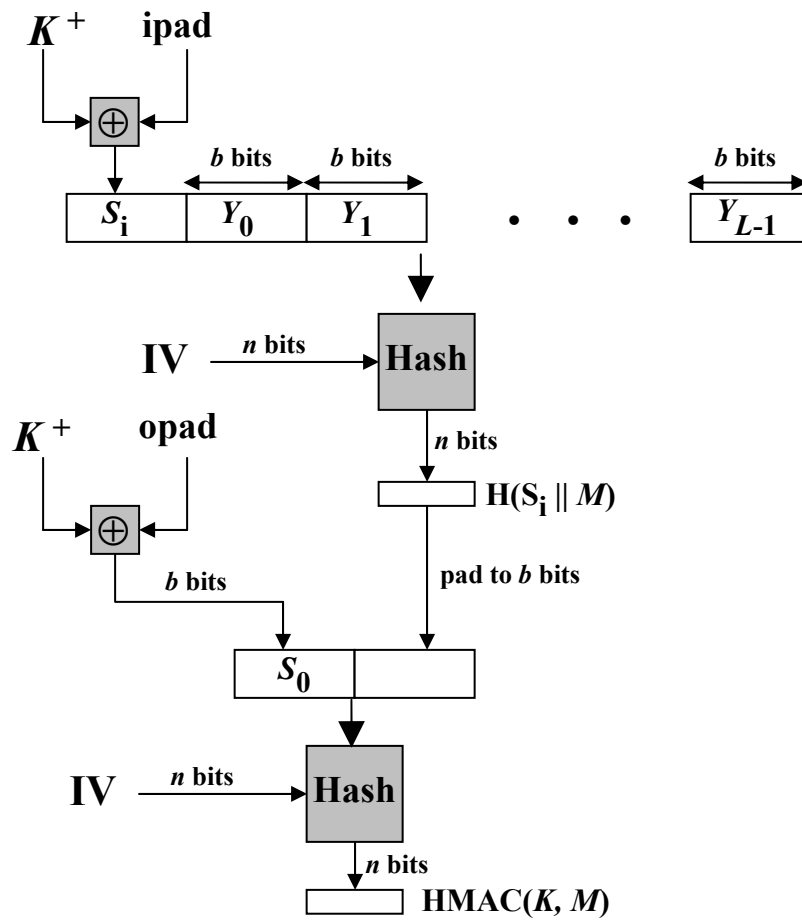 K+ ipad
⊕
b bits b bits b bits
Si Y0 Y1 . . . YL-1
IV n bits Hash
n bits
K+ opad
H(Si || M)
⊕
b bits pad to b bits
S0
IV n bits Hash
n bits
HMAC(K, M)